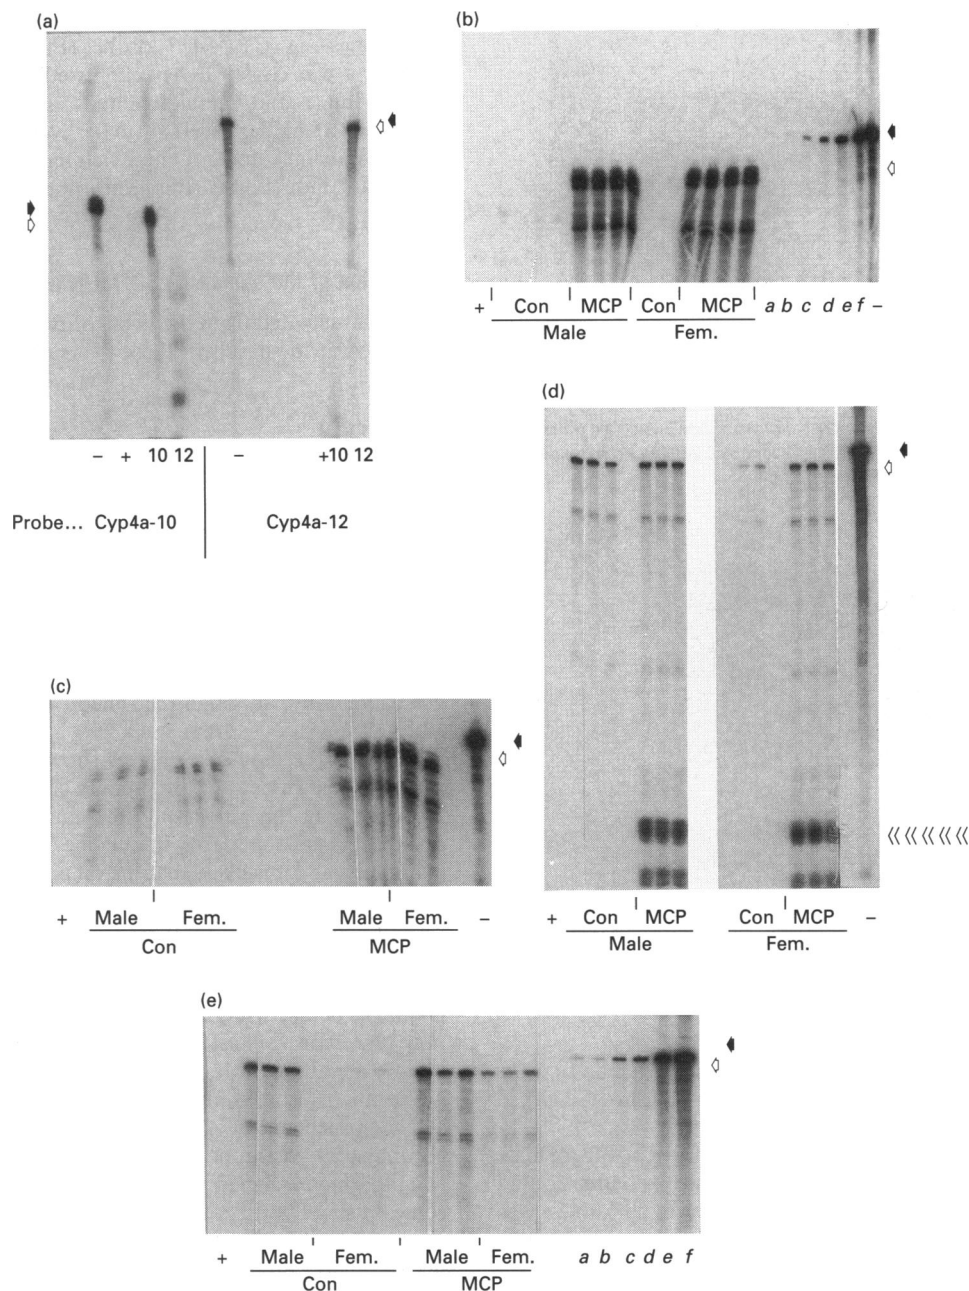 (a)
– + 10 12 – +10 12
Probe... Cyp4a-10 Cyp4a-12
(b)
+ Con MCP Con MCP a b c d e f –
Male Fem.
(c)
+ Male Fem. Male Fem. –
Con MCP
(d)
+ Con MCP Con MCP –
Male Fem.
(e)
+ Male Fem. Male Fem. a b c d e f
Con MCP